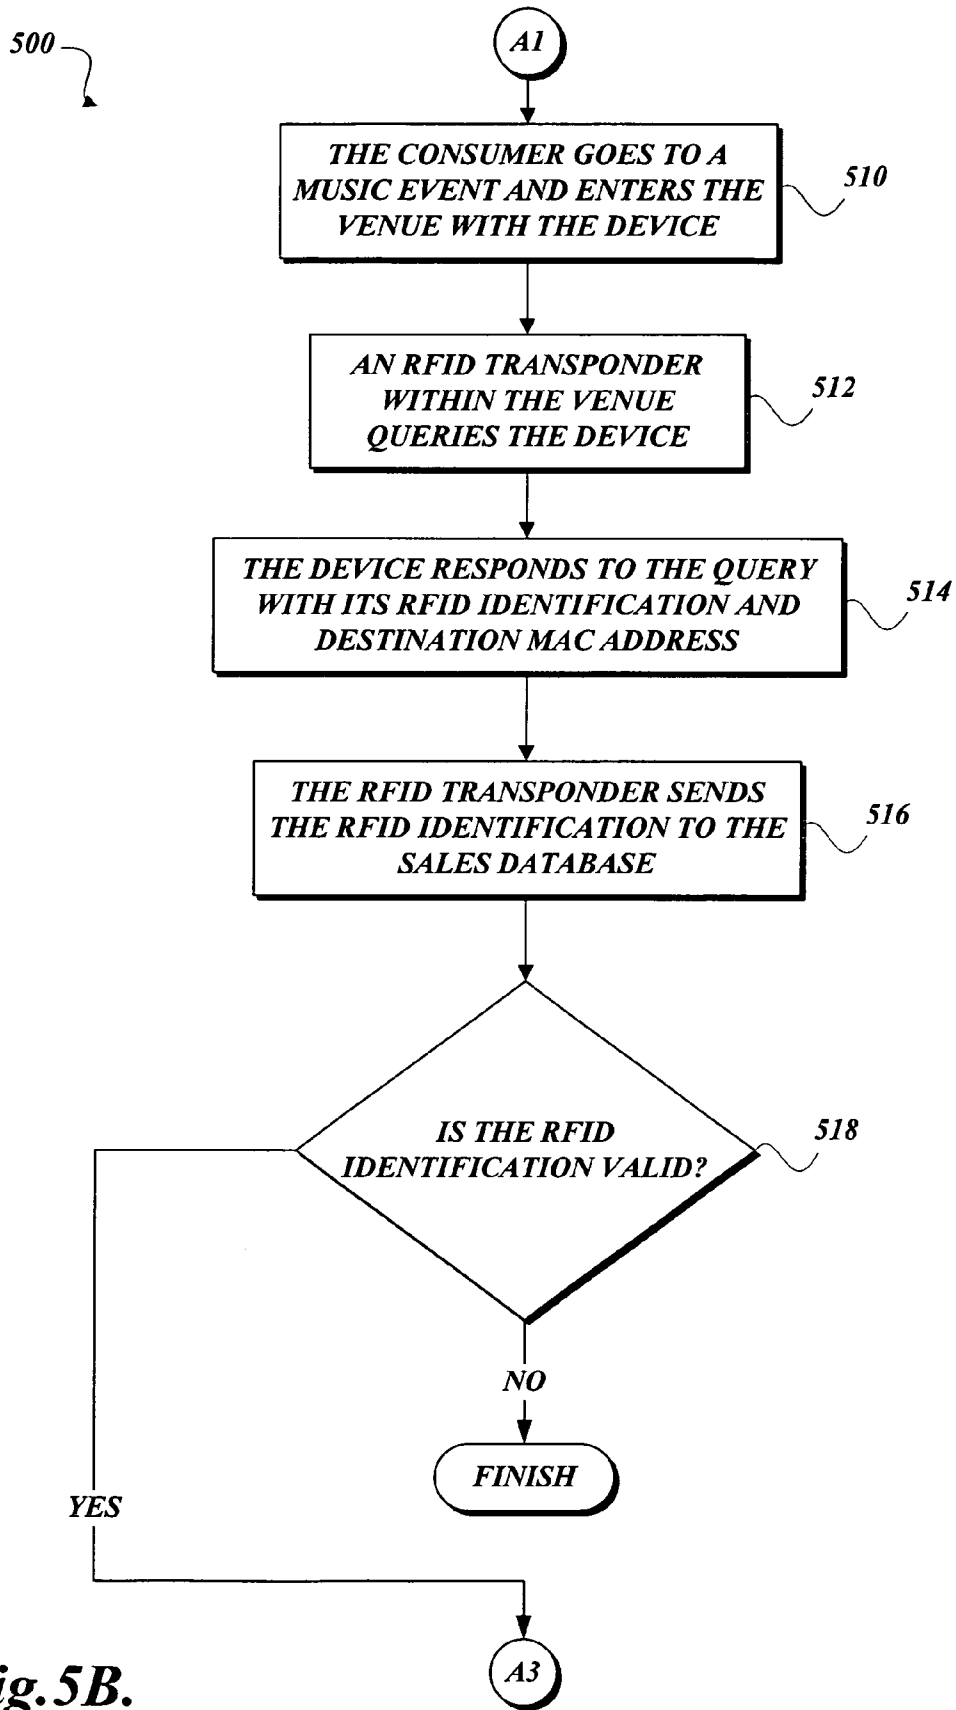 500
A1
THE CONSUMER GOES TO A
MUSIC EVENT AND ENTERS THE
VENUE WITH THE DEVICE
510
AN RFID TRANSPONDER
WITHIN THE VENUE
QUERIES THE DEVICE
512
THE DEVICE RESPONDS TO THE QUERY
WITH ITS RFID IDENTIFICATION AND
DESTINATION MAC ADDRESS
514
THE RFID TRANSPONDER SENDS
THE RFID IDENTIFICATION TO THE
SALES DATABASE
516
IS THE RFID
IDENTIFICATION VALID?
518
NO
FINISH
YES
A3
ig.5B.